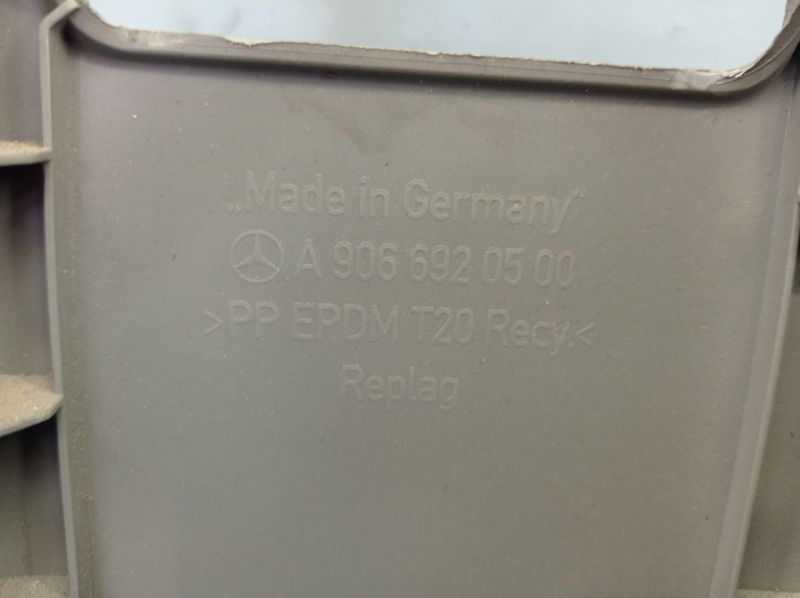 „Made in Germany"
A 906 692 05 00
>PP EPDM T20 Recy.<
Replag